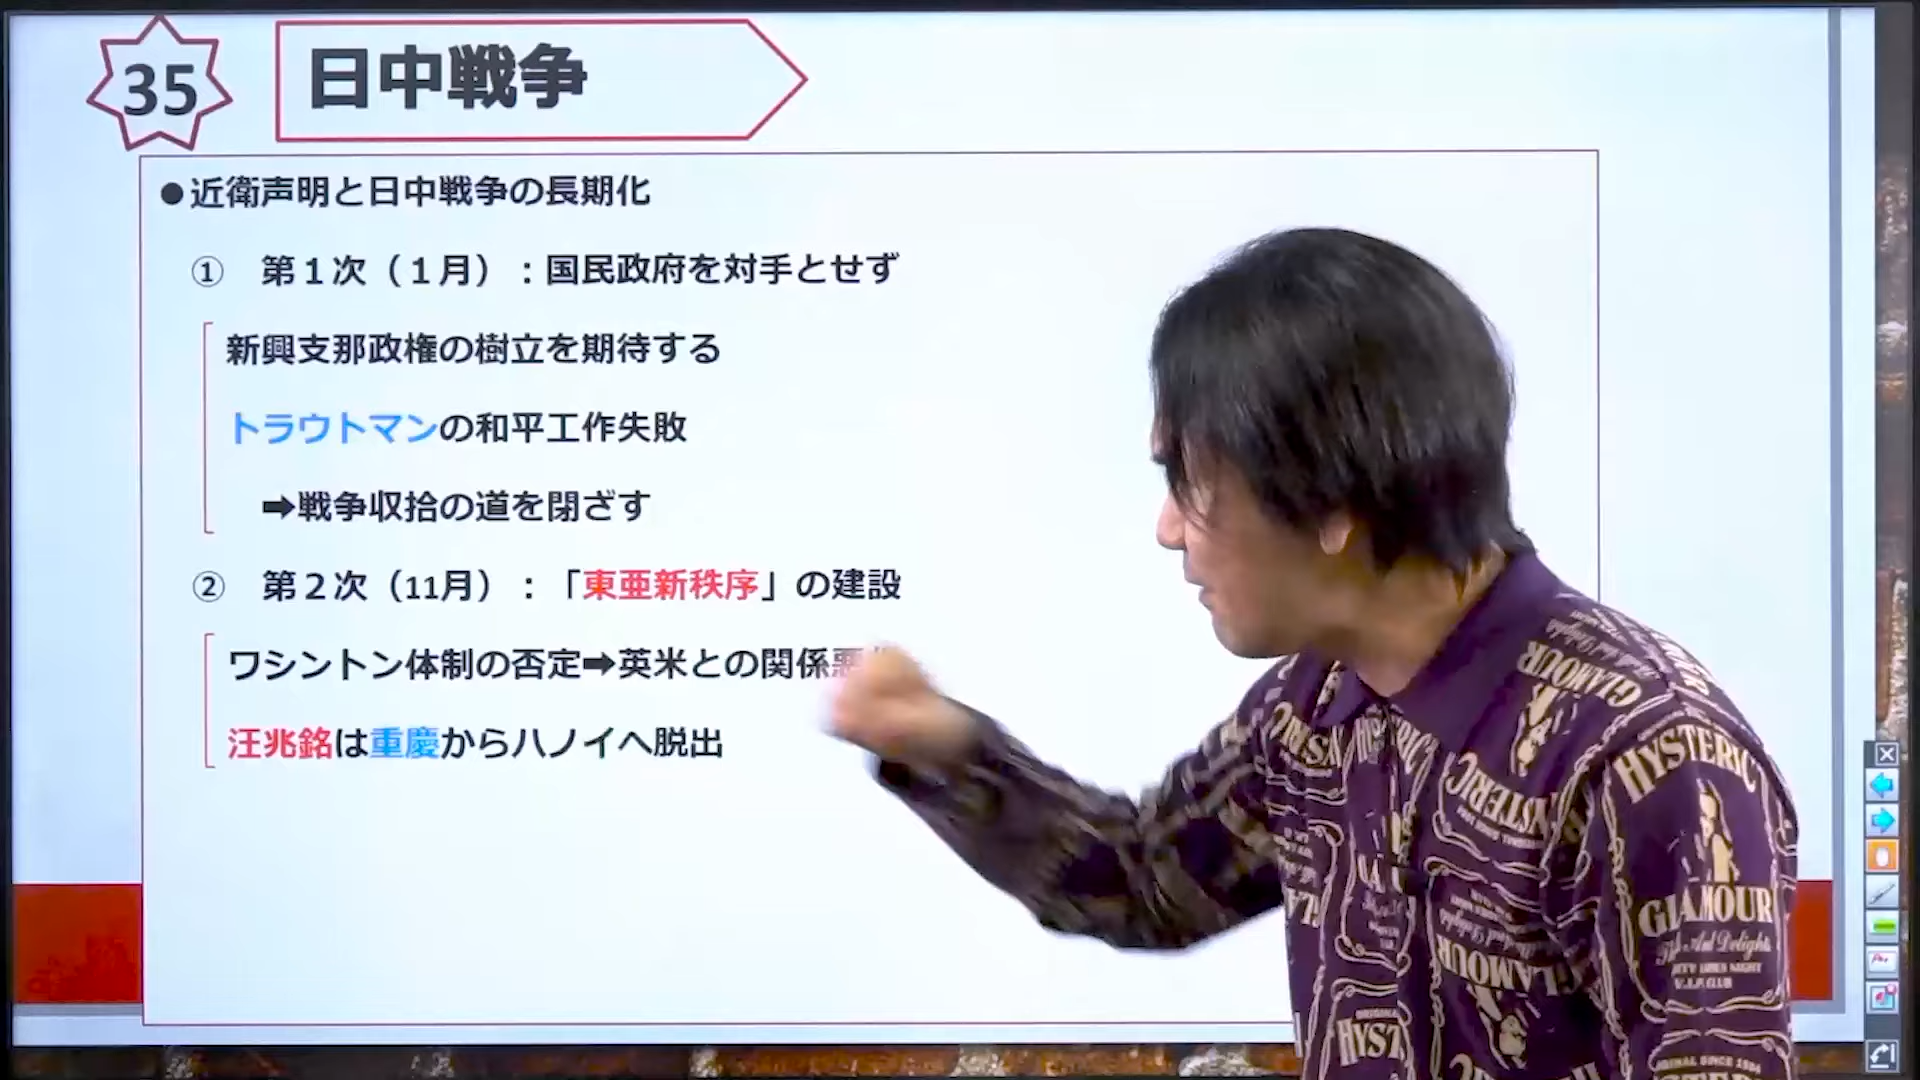 35
日中戦争
●近衛声明と日中戦争の長期化
① 第1次（1月）：国民政府を対手とせず
新興支那政権の樹立を期待する
トラウトマンの和平工作失敗
➡戦争収拾の道を閉ざす
② 第2次（11月）：「東亜新秩序」の建設
ワシントン体制の否定➡英米との関係悪
汪兆銘は重慶からハノイへ脱出
HYSTERIC
GLAMOUR